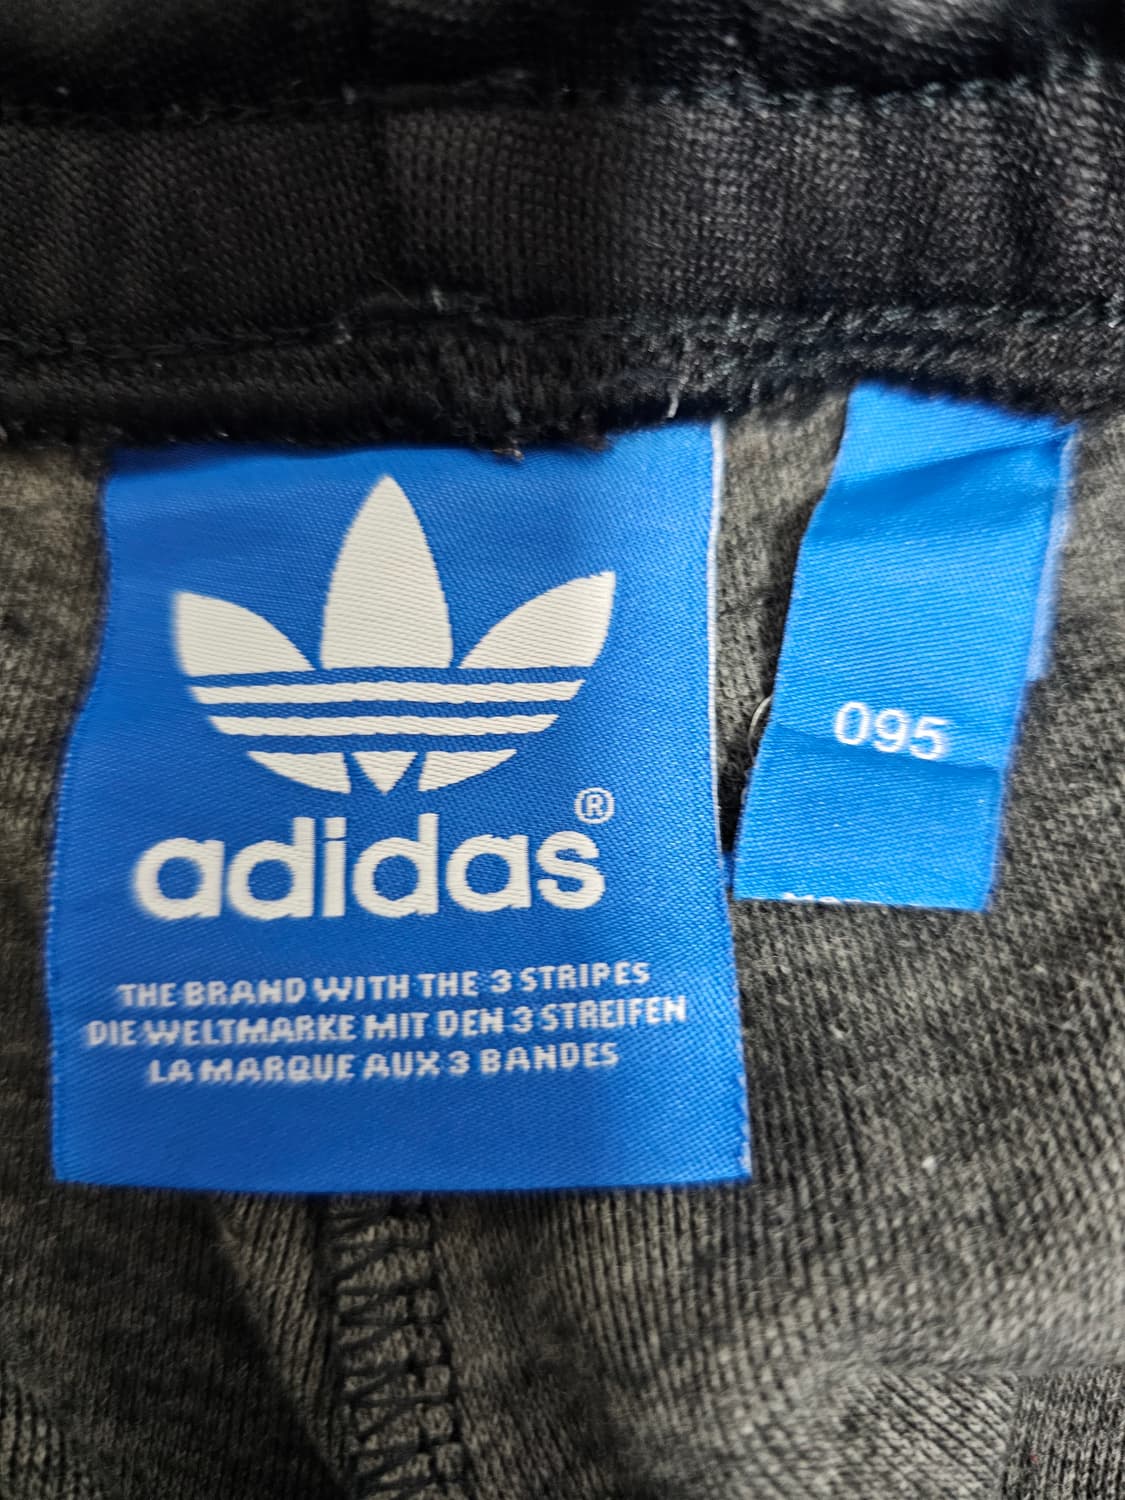 adidas®
THE BRAND WITH THE 3 STRIPES
DIE WELTMARKE MIT DEN 3 STREIFEN
LA MARQUE AUX 3 BANDES
095